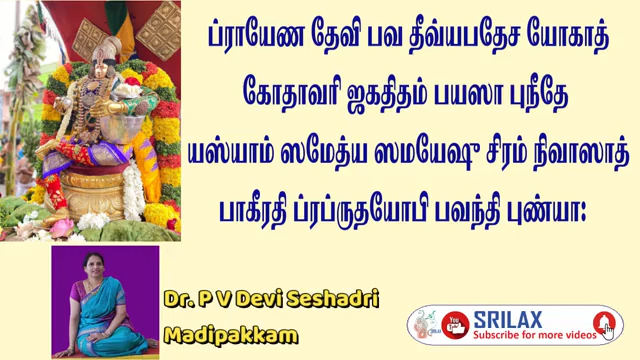 ப்ராயேண தேவி பவ தீவ்யபதேச யோகாத்
கோதாவரி ஜகதிதம் பயஸா புநீதே
யஸ்யாம் ஸமேத்ய ஸமயேஷு சிரம் நிவாஸாத்
பாகீரதி ப்ரப்ருதயோபி பவந்தி புண்யா:
Dr. P V Devi Seshadri
Madipakkam
SRILAX
Subscribe for more videos